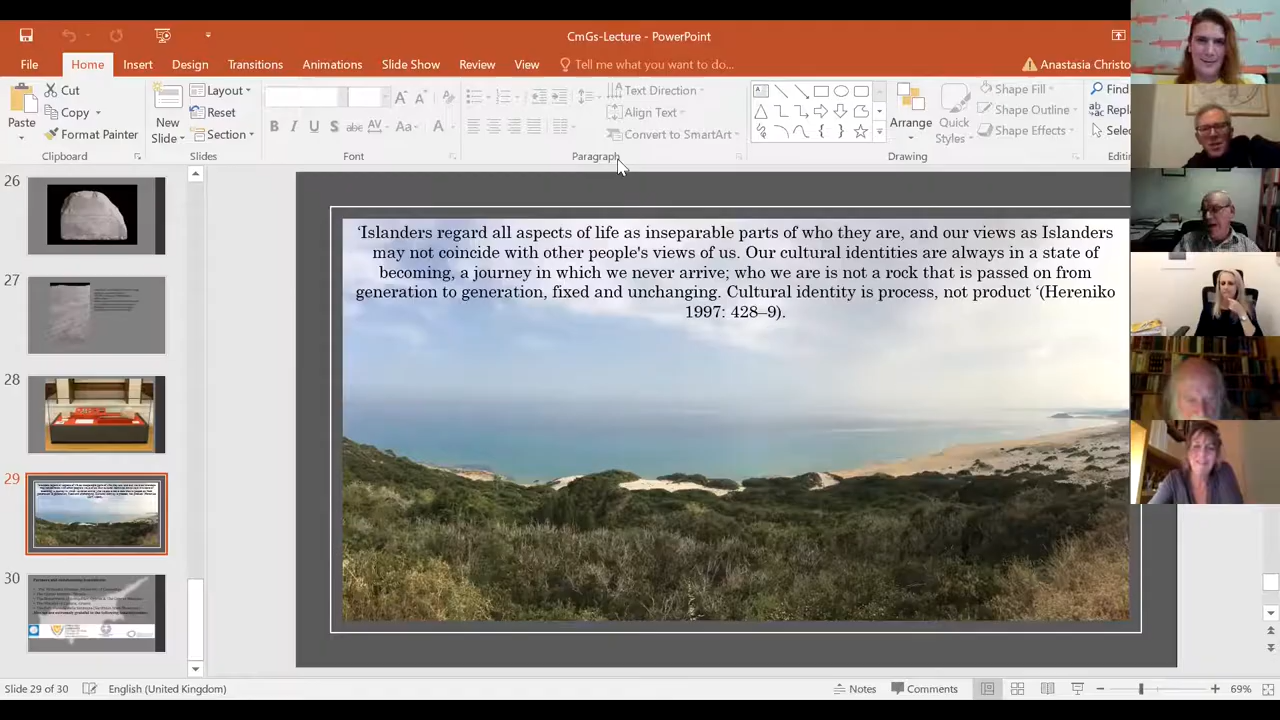 CmGs-Lecture - PowerPoint
File
Home
Insert
Design
Transitions
Animations
Slide Show
Review
View
Tell me what you want to do...
Anastasia Christo
Paste
Cut
Copy
Format Painter
Clipboard
New
Slide
Layout
Reset
Section
Slides
Font
Text Direction
Align Text
Convert to SmartArt
Paragraph
Arrange
Quick
Styles
Shape Fill
Shape Outline
Shape Effects
Drawing
Find
Repl
Selec
Editin
26
27
28
29
30
‘Islanders regard all aspects of life as inseparable parts of who they are, and our views as Islanders
may not coincide with other people's views of us. Our cultural identities are always in a state of
becoming, a journey in which we never arrive; who we are is not a rock that is passed on from
generation to generation, fixed and unchanging. Cultural identity is process, not product ‘(Hereniko
1997: 428–9).
Slide 29 of 30
English (United Kingdom)
Notes
Comments
69%